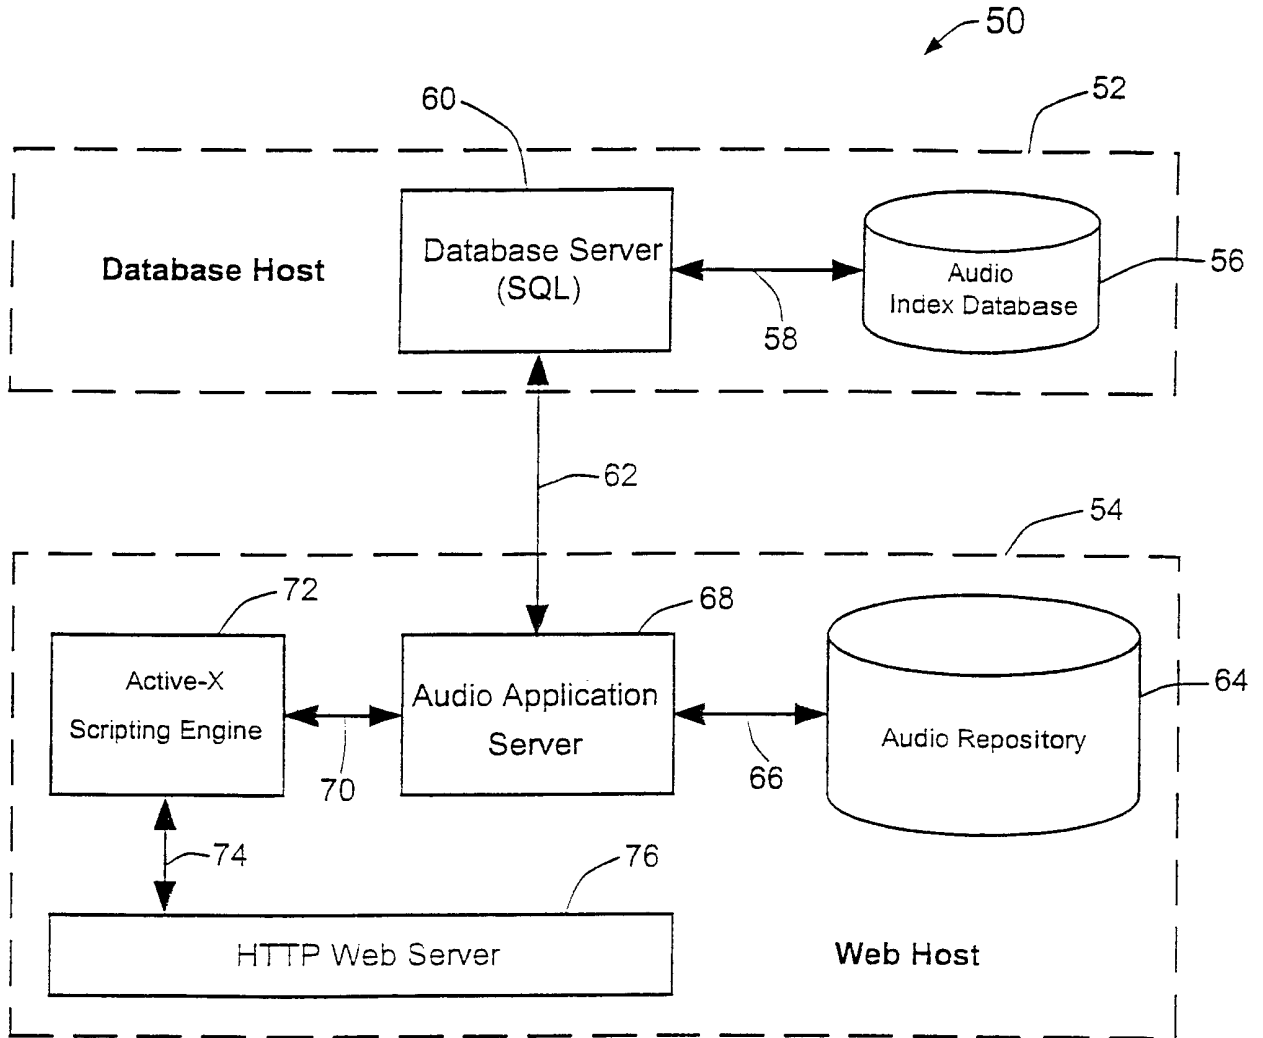 50
52
60
Database Host
Database Server
(SQL)
Audio
Index Database
56
58
62
54
72
68
Active-X
Scripting Engine
Audio Application
Server
64
Audio Repository
70
66
74
76
HTTP Web Server
Web Host